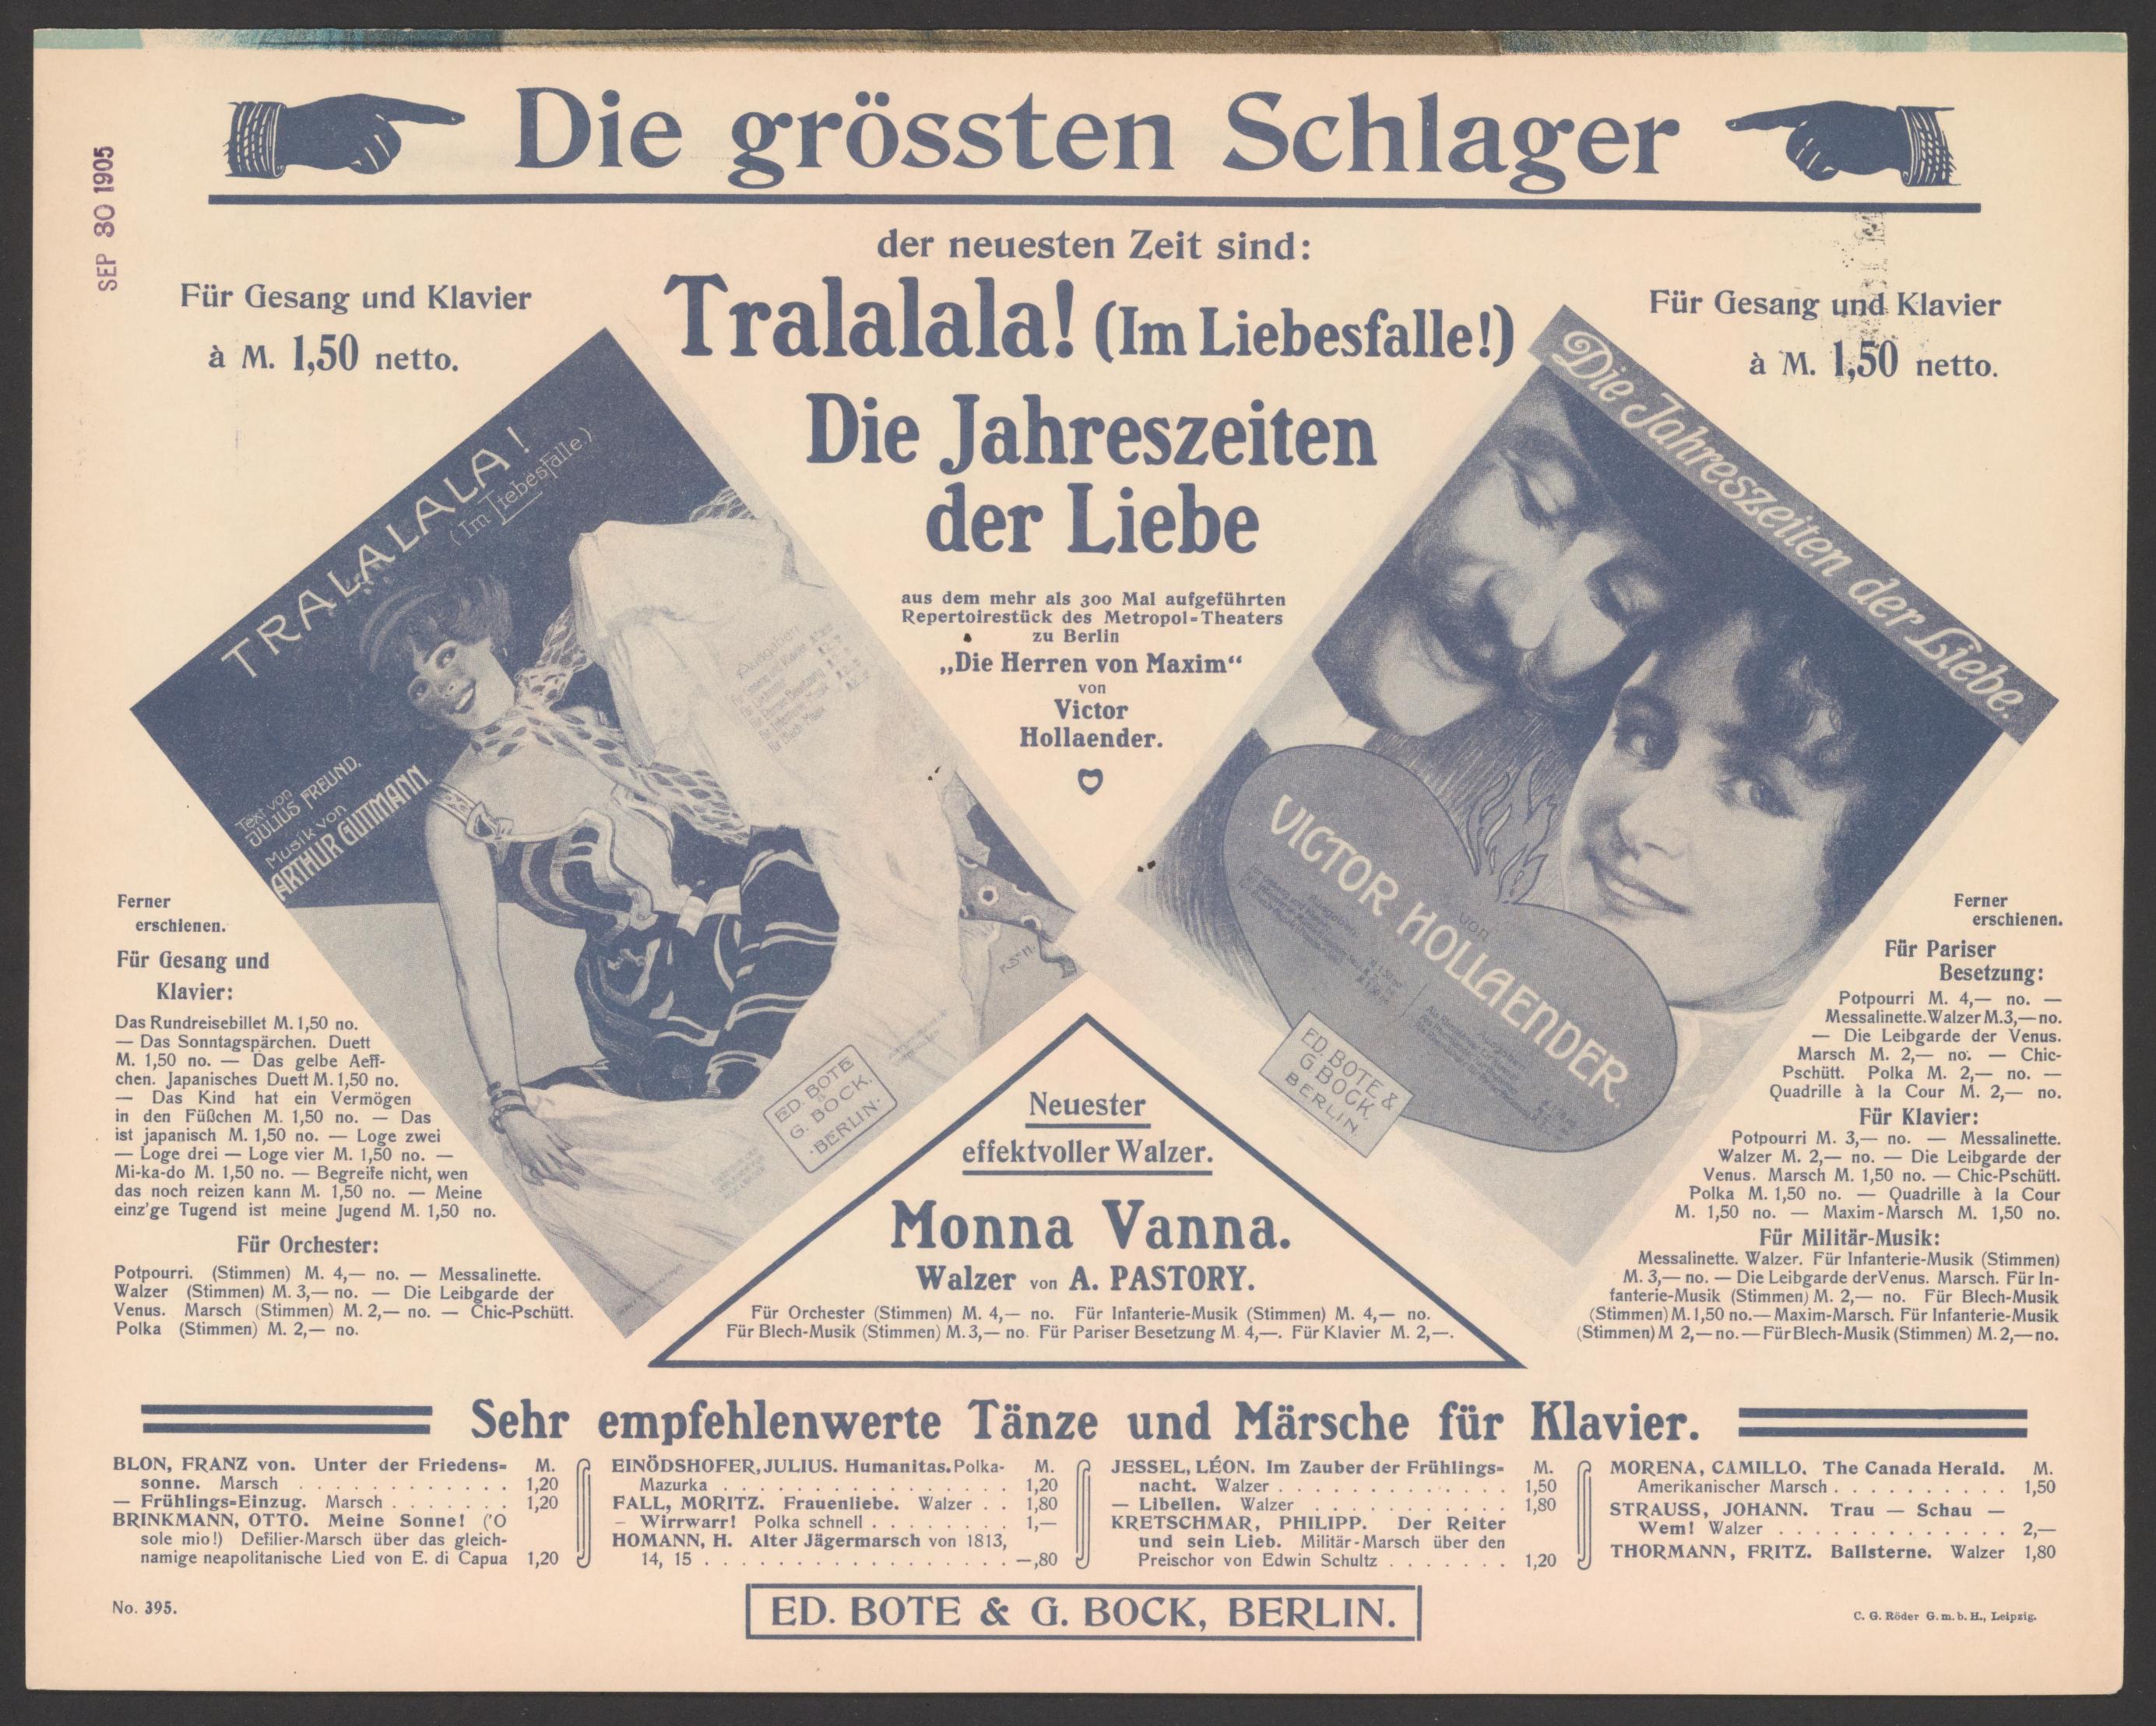 Die grössten Schlager
SEP 30 1905
der neuesten Zeit sind:
Für Gesang und Klavier
à M. 1,50 netto.
Tralalala! (Im Liebesfalle!)
Für Gesang und Klavier
à M. 1,50 netto.
Die Jahreszeiten
der Liebe
aus dem mehr als 300 Mal aufgeführten
Repertoirestück des Metropol-Theaters
zu Berlin
„Die Herren von Maxim“
von
Victor
Hollaender.
TRALALALA!
(Im Liebesfalle.)
Text von
JULIUS FREUND.
Musik von
ARTHUR GUTTMANN
Ausgaben
ED. BOTE
G. BOCK.
·BERLIN·
Die Jahreszeiten der Liebe.
von
VICTOR HOLLAENDER.
ED. BOTE &
G. BOCK
BERLIN
Ferner
erschienen.
Für Gesang und
Klavier:
Das Rundreisebillet M. 1,50 no.
— Das Sonntagspärchen. Duett
M. 1,50 no. — Das gelbe Aeff-
chen. Japanisches Duett M. 1,50 no.
— Das Kind hat ein Vermögen
in den Füßchen M. 1,50 no. — Das
ist japanisch M. 1,50 no. — Loge zwei
— Loge drei — Loge vier M. 1,50 no. —
Mi-ka-do M. 1,50 no. — Begreife nicht, wen
das noch reizen kann M. 1,50 no. — Meine
einz'ge Tugend ist meine Jugend M. 1,50 no.
Für Orchester:
Potpourri. (Stimmen) M. 4,— no. — Messalinette.
Walzer (Stimmen) M. 3,— no. — Die Leibgarde der
Venus. Marsch (Stimmen) M. 2,— no. — Chic-Pschütt.
Polka (Stimmen) M. 2,— no.
Neuester
effektvoller Walzer.
Monna Vanna.
Walzer von A. PASTORY.
Für Orchester (Stimmen) M. 4,— no. Für Infanterie-Musik (Stimmen) M. 4,— no.
Für Blech-Musik (Stimmen) M. 3,— no. Für Pariser Besetzung M. 4,—. Für Klavier M. 2,—.
Ferner
erschienen.
Für Pariser
Besetzung:
Potpourri M. 4,— no. —
Messalinette. Walzer M. 3,— no.
— Die Leibgarde der Venus.
Marsch M. 2,— no. — Chic-
Pschütt. Polka M. 2,— no. —
Quadrille à la Cour M. 2,— no.
Für Klavier:
Potpourri M. 3,— no. — Messalinette.
Walzer M. 2,— no. — Die Leibgarde der
Venus. Marsch M. 1,50 no. — Chic-Pschütt.
Polka M. 1,50 no. — Quadrille à la Cour
M. 1,50 no. — Maxim-Marsch M. 1,50 no.
Für Militär-Musik:
Messalinette. Walzer. Für Infanterie-Musik (Stimmen)
M. 3,— no. — Die Leibgarde der Venus. Marsch. Für In-
fanterie-Musik (Stimmen) M. 2,— no. Für Blech-Musik
(Stimmen) M. 1,50 no. — Maxim-Marsch. Für Infanterie-Musik
(Stimmen) M 2,— no. — Für Blech-Musik (Stimmen) M. 2,— no.
Sehr empfehlenwerte Tänze und Märsche für Klavier.
BLON, FRANZ von. Unter der Friedens- M.
sonne. Marsch . . . . . . . . . . . . 1,20
— Frühlings-Einzug. Marsch . . . . . . . 1,20
BRINKMANN, OTTO. Meine Sonne! ('O
sole mio!) Defilier-Marsch über das gleich-
namige neapolitanische Lied von E. di Capua 1,20
EINÖDSHOFER, JULIUS. Humanitas. Polka- M.
Mazurka . . . . . . . . . . . . . . . 1,20
FALL, MORITZ. Frauenliebe. Walzer . . 1,80
— Wirrwarr! Polka schnell . . . . . . . . 1,—
HOMANN, H. Alter Jägermarsch von 1813,
14, 15 . . . . . . . . . . . . . . . . —,80
JESSEL, LÉON. Im Zauber der Frühlings- M.
nacht. Walzer . . . . . . . . . . . . 1,50
— Libellen. Walzer . . . . . . . . . . . 1,80
KRETSCHMAR, PHILIPP. Der Reiter
und sein Lieb. Militär-Marsch über den
Preischor von Edwin Schultz . . . . . . . 1,20
MORENA, CAMILLO. The Canada Herald. M.
Amerikanischer Marsch . . . . . . . . . . 1,50
STRAUSS, JOHANN. Trau — Schau —
Wem! Walzer . . . . . . . . . . . . . 2,—
THORMANN, FRITZ. Ballsterne. Walzer 1,80
No. 395.
ED. BOTE & G. BOCK, BERLIN.
C. G. Röder G. m. b. H., Leipzig.